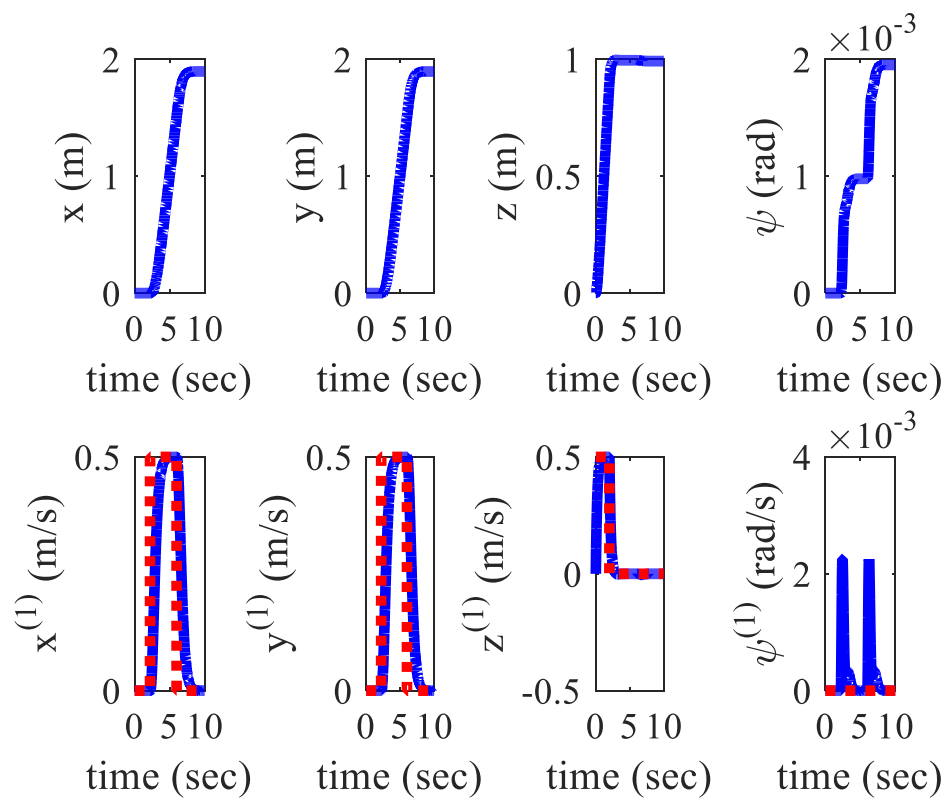 ×10⁻³
2
1
0
x (m)
0 5 10
time (sec)
2
1
0
y (m)
0 5 10
time (sec)
1
0.5
0
z (m)
0 5 10
time (sec)
2
1
0
ψ (rad)
0 5 10
time (sec)
0.5
0
x⁽¹⁾ (m/s)
0 5 10
time (sec)
0.5
0
y⁽¹⁾ (m/s)
0 5 10
time (sec)
0.5
0
-0.5
z⁽¹⁾ (m/s)
0 5 10
time (sec)
×10⁻³
4
2
0
ψ⁽¹⁾ (rad/s)
0 5 10
time (sec)